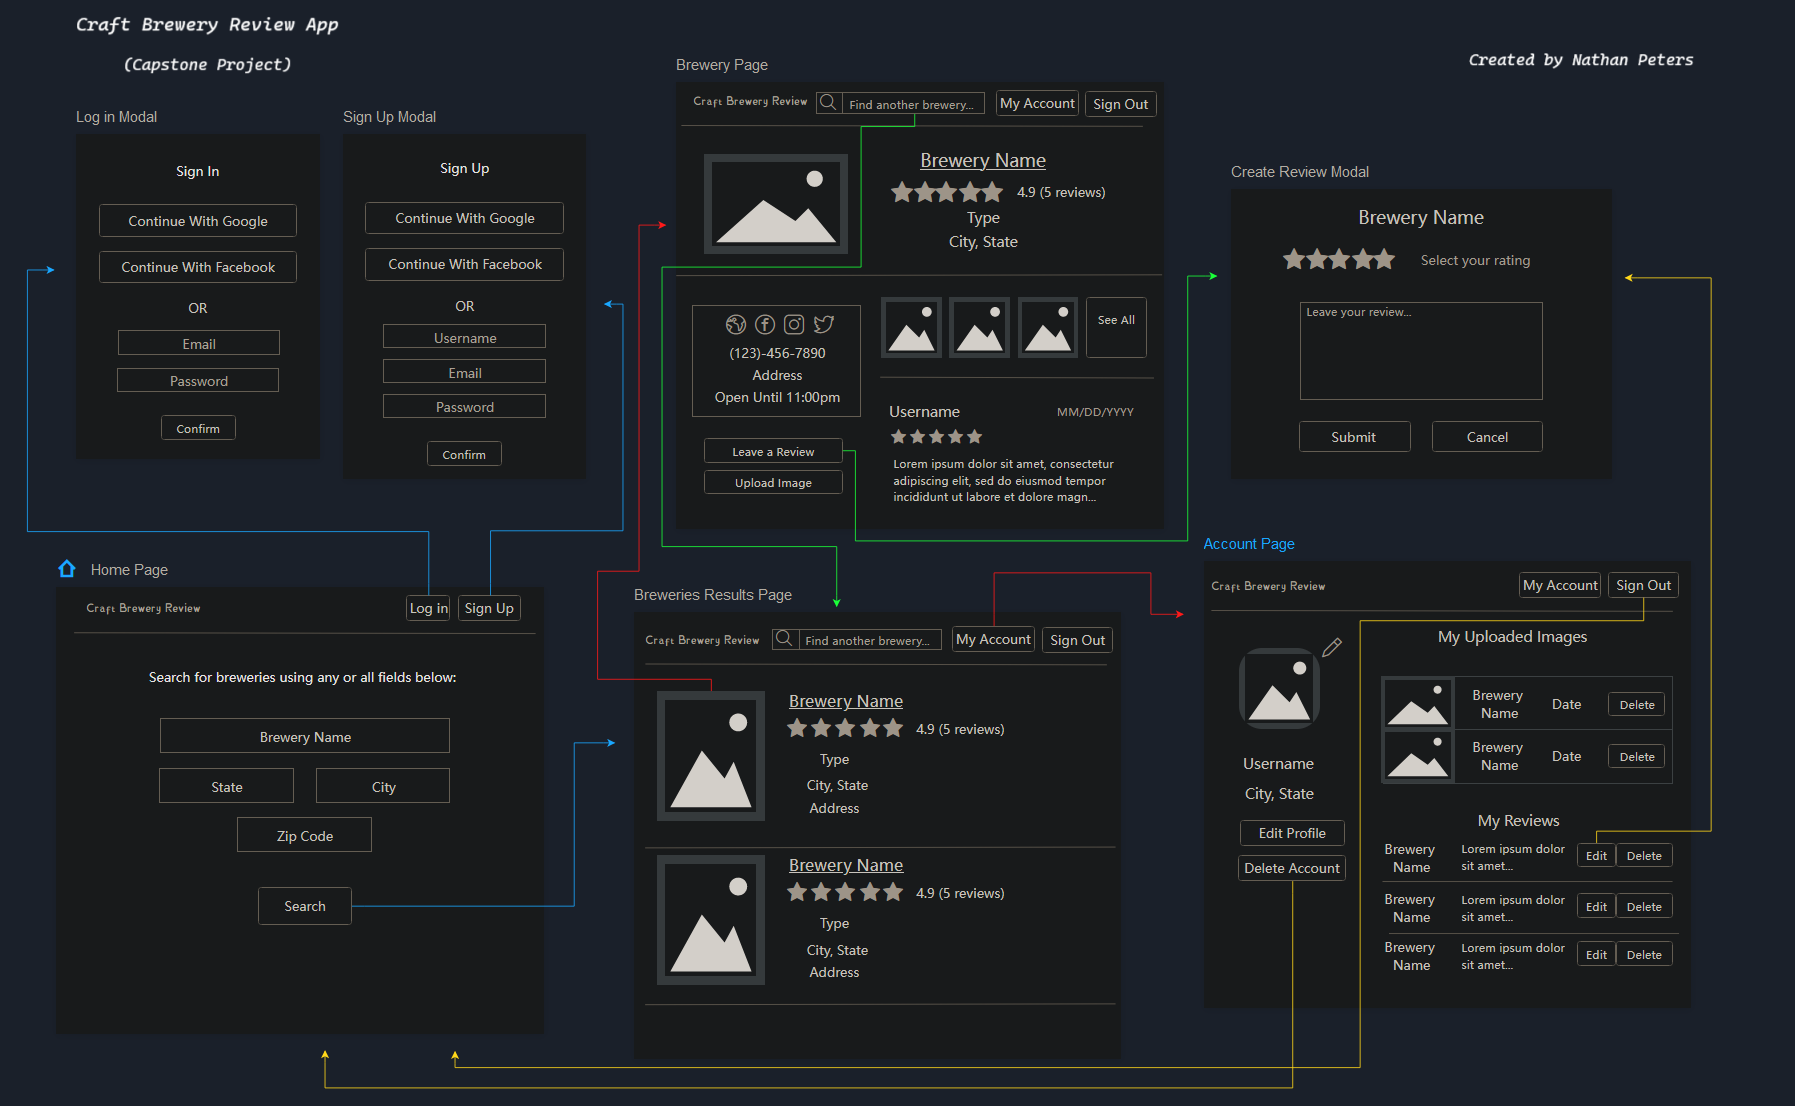 Craft Brewery Review App
(Capstone Project)
Created by Nathan Peters
Log in Modal
Sign In
Continue With Google
Continue With Facebook
OR
Email
Password
Confirm
Sign Up Modal
Sign Up
Continue With Google
Continue With Facebook
OR
Username
Email
Password
Confirm
Brewery Page
Craft Brewery Review
Find another brewery...
My Account
Sign Out
Brewery Name
4.9 (5 reviews)
Type
City, State
(123)-456-7890
Address
Open Until 11:00pm
Leave a Review
Upload Image
See All
Username
MM/DD/YYYY
Lorem ipsum dolor sit amet, consectetur
adipiscing elit, sed do eiusmod tempor
incididunt ut labore et dolore magn...
Create Review Modal
Brewery Name
Select your rating
Leave your review...
Submit
Cancel
Home Page
Craft Brewery Review
Log in
Sign Up
Search for breweries using any or all fields below:
Brewery Name
State
City
Zip Code
Search
Breweries Results Page
Craft Brewery Review
Find another brewery...
My Account
Sign Out
Brewery Name
4.9 (5 reviews)
Type
City, State
Address
Brewery Name
4.9 (5 reviews)
Type
City, State
Address
Account Page
Craft Brewery Review
My Account
Sign Out
Username
City, State
Edit Profile
Delete Account
My Uploaded Images
Brewery
Name
Date
Delete
Brewery
Name
Date
Delete
My Reviews
Brewery
Name
Lorem ipsum dolor
sit amet...
Edit
Delete
Brewery
Name
Lorem ipsum dolor
sit amet...
Edit
Delete
Brewery
Name
Lorem ipsum dolor
sit amet...
Edit
Delete